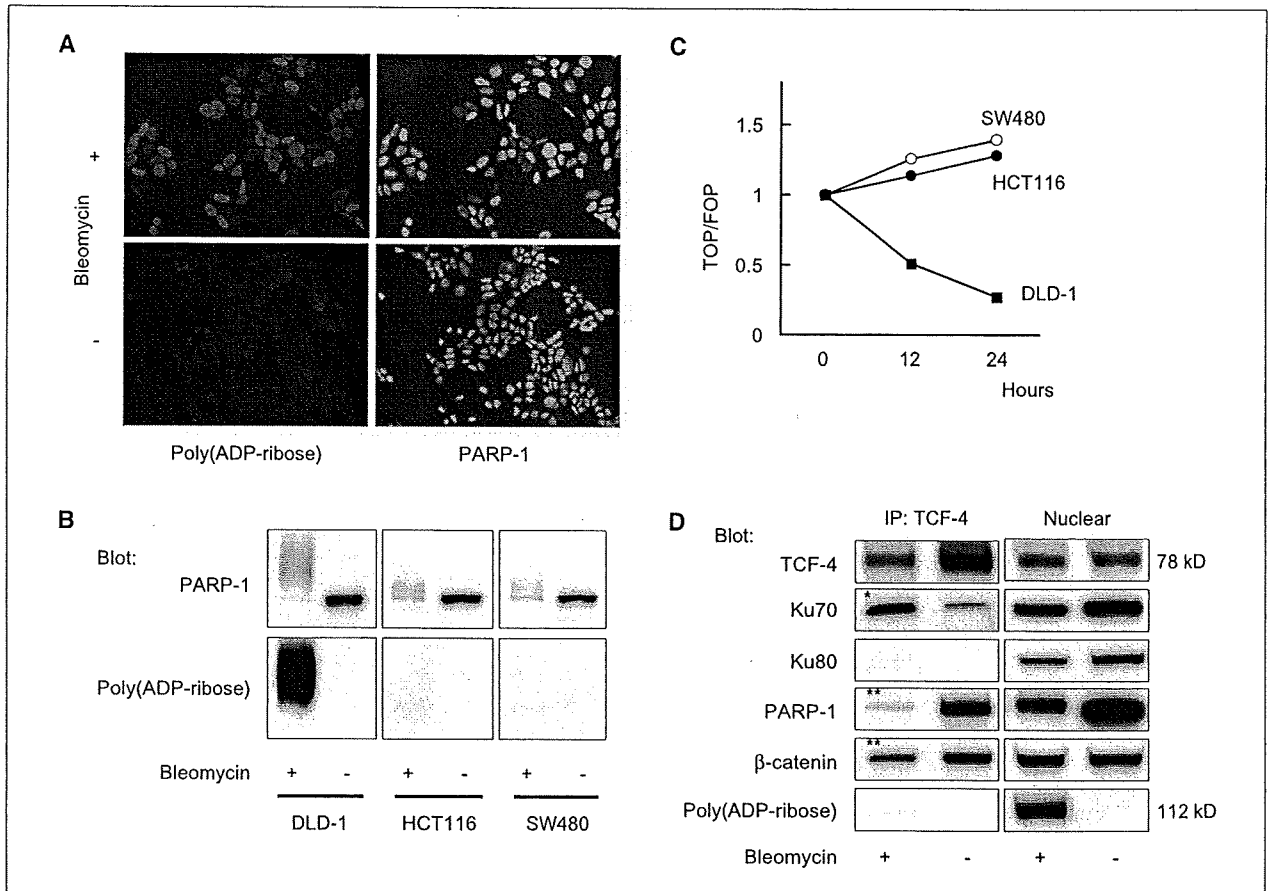 A
Bleomycin
+
-
Poly(ADP-ribose)
PARP-1
B
Blot:
PARP-1
Poly(ADP-ribose)
Bleomycin + - + - + -
DLD-1 HCT116 SW480
C
TOP/FOP
1.5
1
0.5
0
SW480
HCT116
DLD-1
0 12 24
Hours
D
IP: TCF-4 Nuclear
Blot:
TCF-4 78 kD
* Ku70
Ku80
** PARP-1
** β-catenin
Poly(ADP-ribose) 112 kD
Bleomycin + - + -